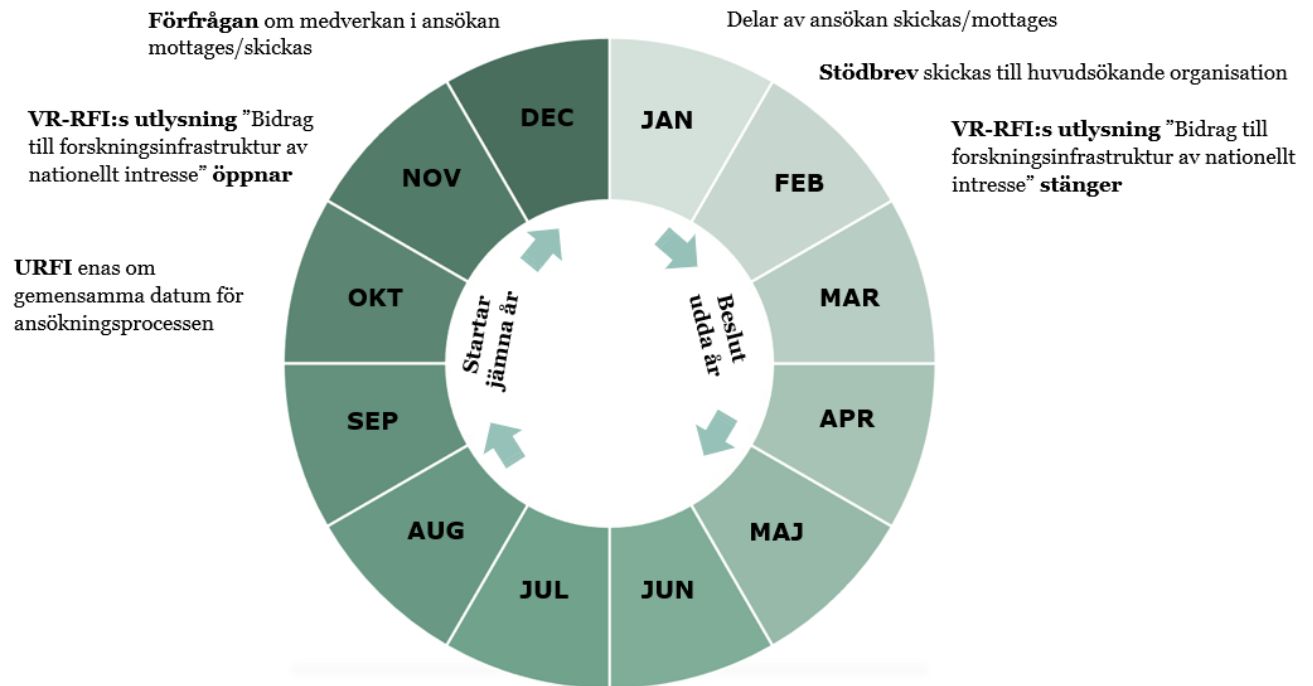 Förfrågan om medverkan i ansökan
mottages/skickas
Delar av ansökan skickas/mottages
Stödbrev skickas till huvudsökande organisation
VR-RFI:s utlysning ”Bidrag
till forskningsinfrastruktur av
nationellt intresse” öppnar
VR-RFI:s utlysning ”Bidrag till
forskningsinfrastruktur av nationellt
intresse” stänger
URFI enas om
gemensamma datum för
ansökningsprocessen
JAN
FEB
MAR
APR
MAJ
JUN
JUL
AUG
SEP
OKT
NOV
DEC
Startar
jämna år
Beslut
udda år